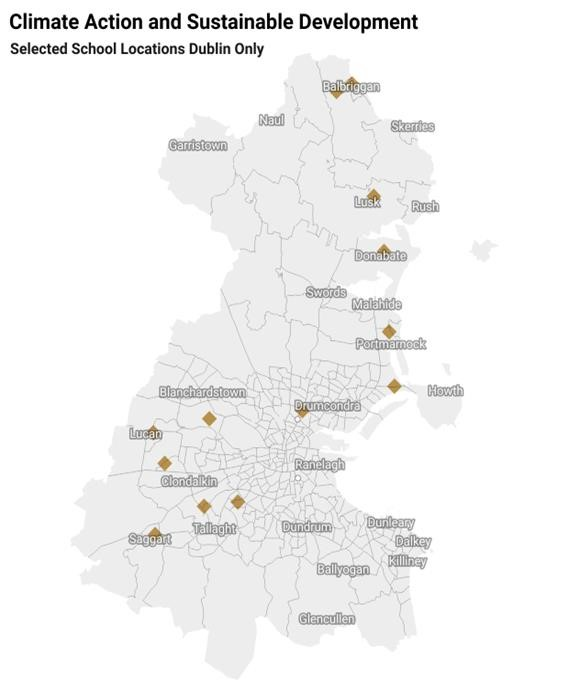 Climate Action and Sustainable Development
Selected School Locations Dublin Only
Balbriggan
Naul
Skerries
Garristown
Lusk
Rush
Donabate
Swords
Malahide
Portmarnock
Blanchardstown
Howth
Drumcondra
Lucan
Ranelagh
Clondalkin
Tallaght
Dundrum
Dunleary
Saggart
Dalkey
Killiney
Ballyogan
Glencullen